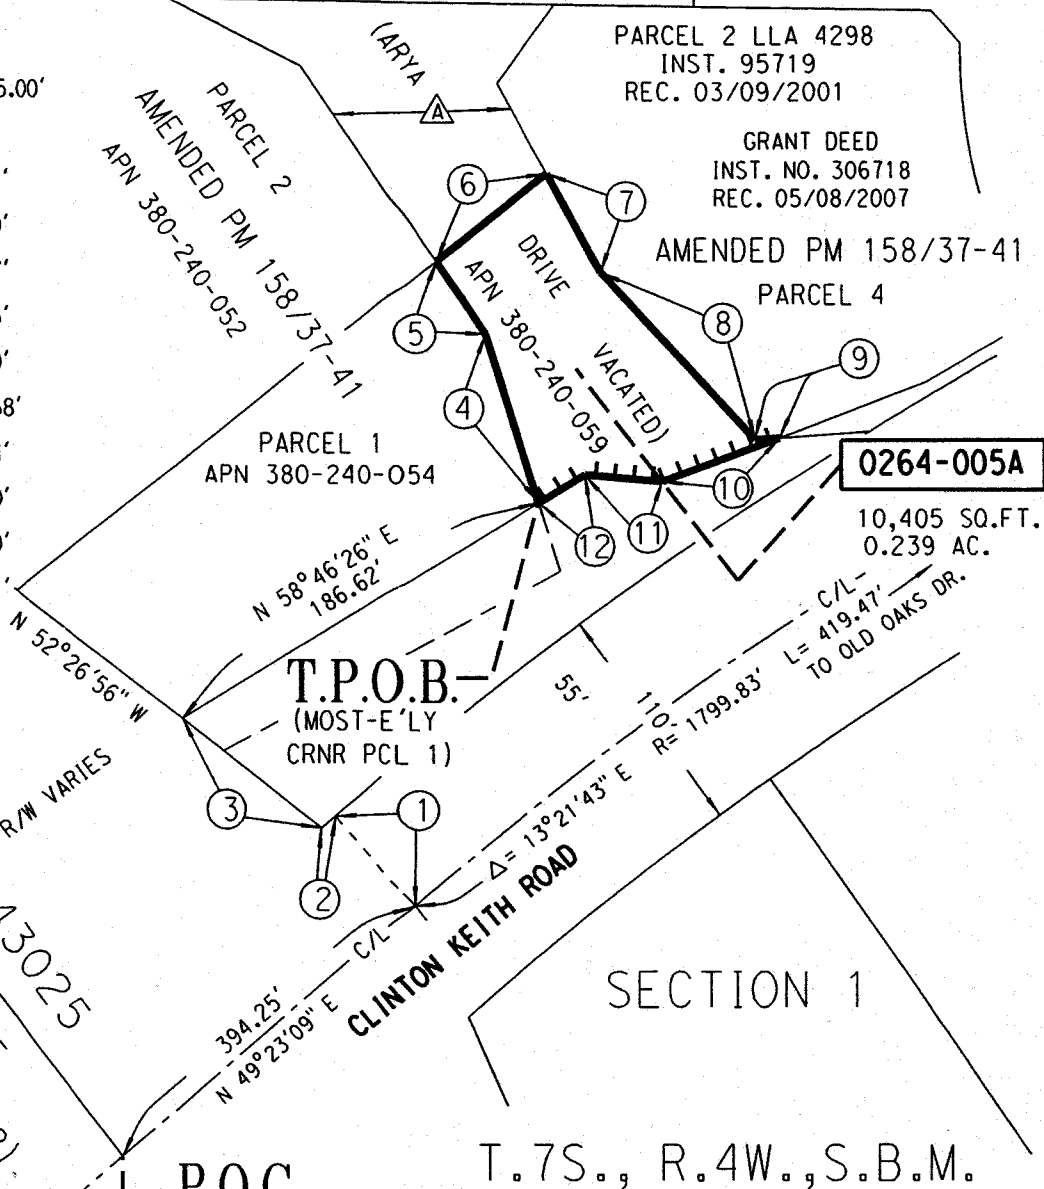 5.00'
(ARYA
A
PARCEL 2 LLA 4298
INST. 95719
REC. 03/09/2001
GRANT DEED
INST. NO. 306718
REC. 05/08/2007
AMENDED PM 158/37-41
PARCEL 4
PARCEL 2
AMENDED PM 158/37-41
APN 380-240-052
6
7
DRIVE
APN 380-240-059
VACATED)
5
8
9
4
PARCEL 1
APN 380-240-054
0264-005A
10,405 SQ.FT.
0.239 AC.
10
11
12
N 58°46'26" E
186.62'
N 52°26'56" W
T.P.O.B.
(MOST-E'LY
CRNR PCL 1)
55'
110'
C/L
L= 419.47'
TO OLD OAKS DR.
R= 1799.83'
Δ= 13°21'43" E
R/W VARIES
3
1
2
C/L
CLINTON KEITH ROAD
394.25'
N 49°23'09" E
43025
SECTION 1
T.7S., R.4W.,S.B.M.
P.O.C.